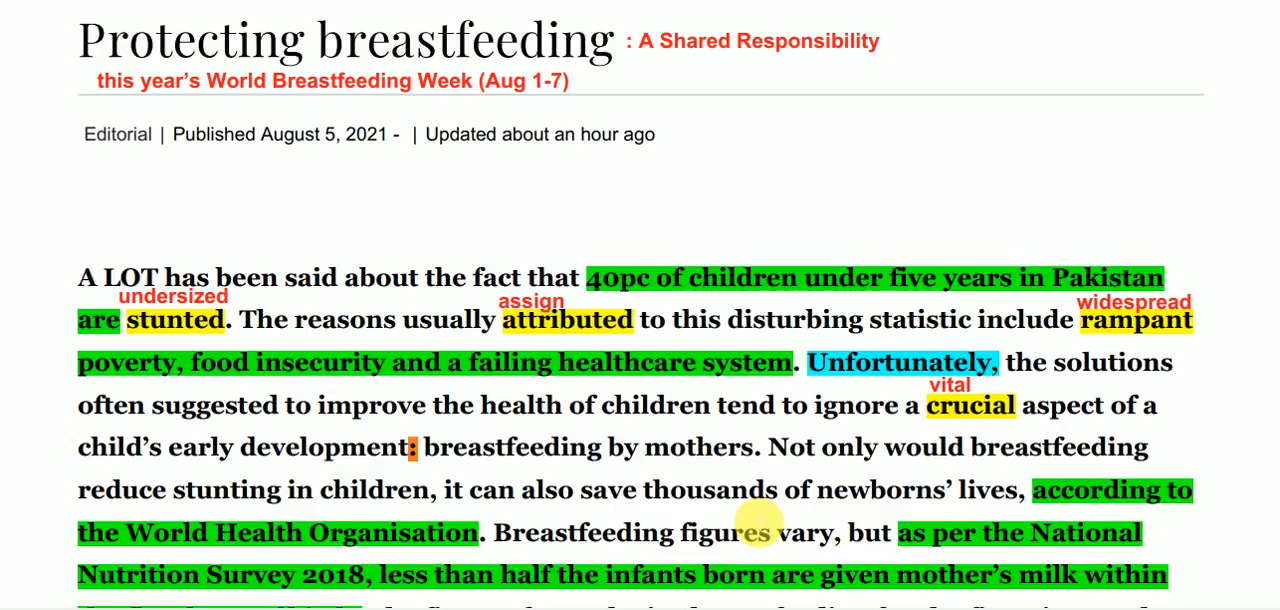 Protecting breastfeeding : A Shared Responsibility
this year's World Breastfeeding Week (Aug 1-7)
Editorial | Published August 5, 2021 - | Updated about an hour ago
A LOT has been said about the fact that 40pc of children under five years in Pakistan
undersized assign widespread
are stunted. The reasons usually attributed to this disturbing statistic include rampant
poverty, food insecurity and a failing healthcare system. Unfortunately, the solutions
vital
often suggested to improve the health of children tend to ignore a crucial aspect of a
child's early development: breastfeeding by mothers. Not only would breastfeeding
reduce stunting in children, it can also save thousands of newborns' lives, according to
the World Health Organisation. Breastfeeding figures vary, but as per the National
Nutrition Survey 2018, less than half the infants born are given mother's milk within